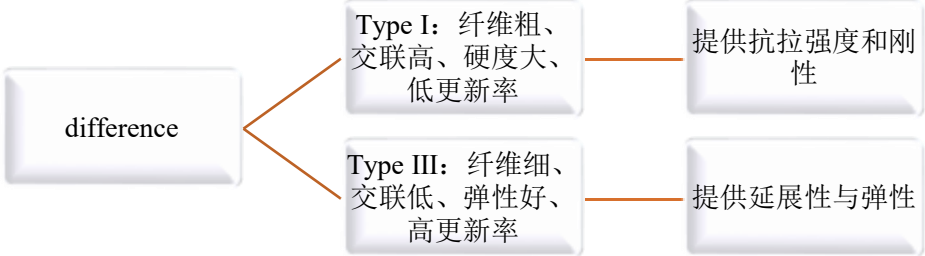 difference
Type I：纤维粗、
交联高、硬度大、
低更新率
提供抗拉强度和刚
性
Type III：纤维细、
交联低、弹性好、
高更新率
提供延展性与弹性